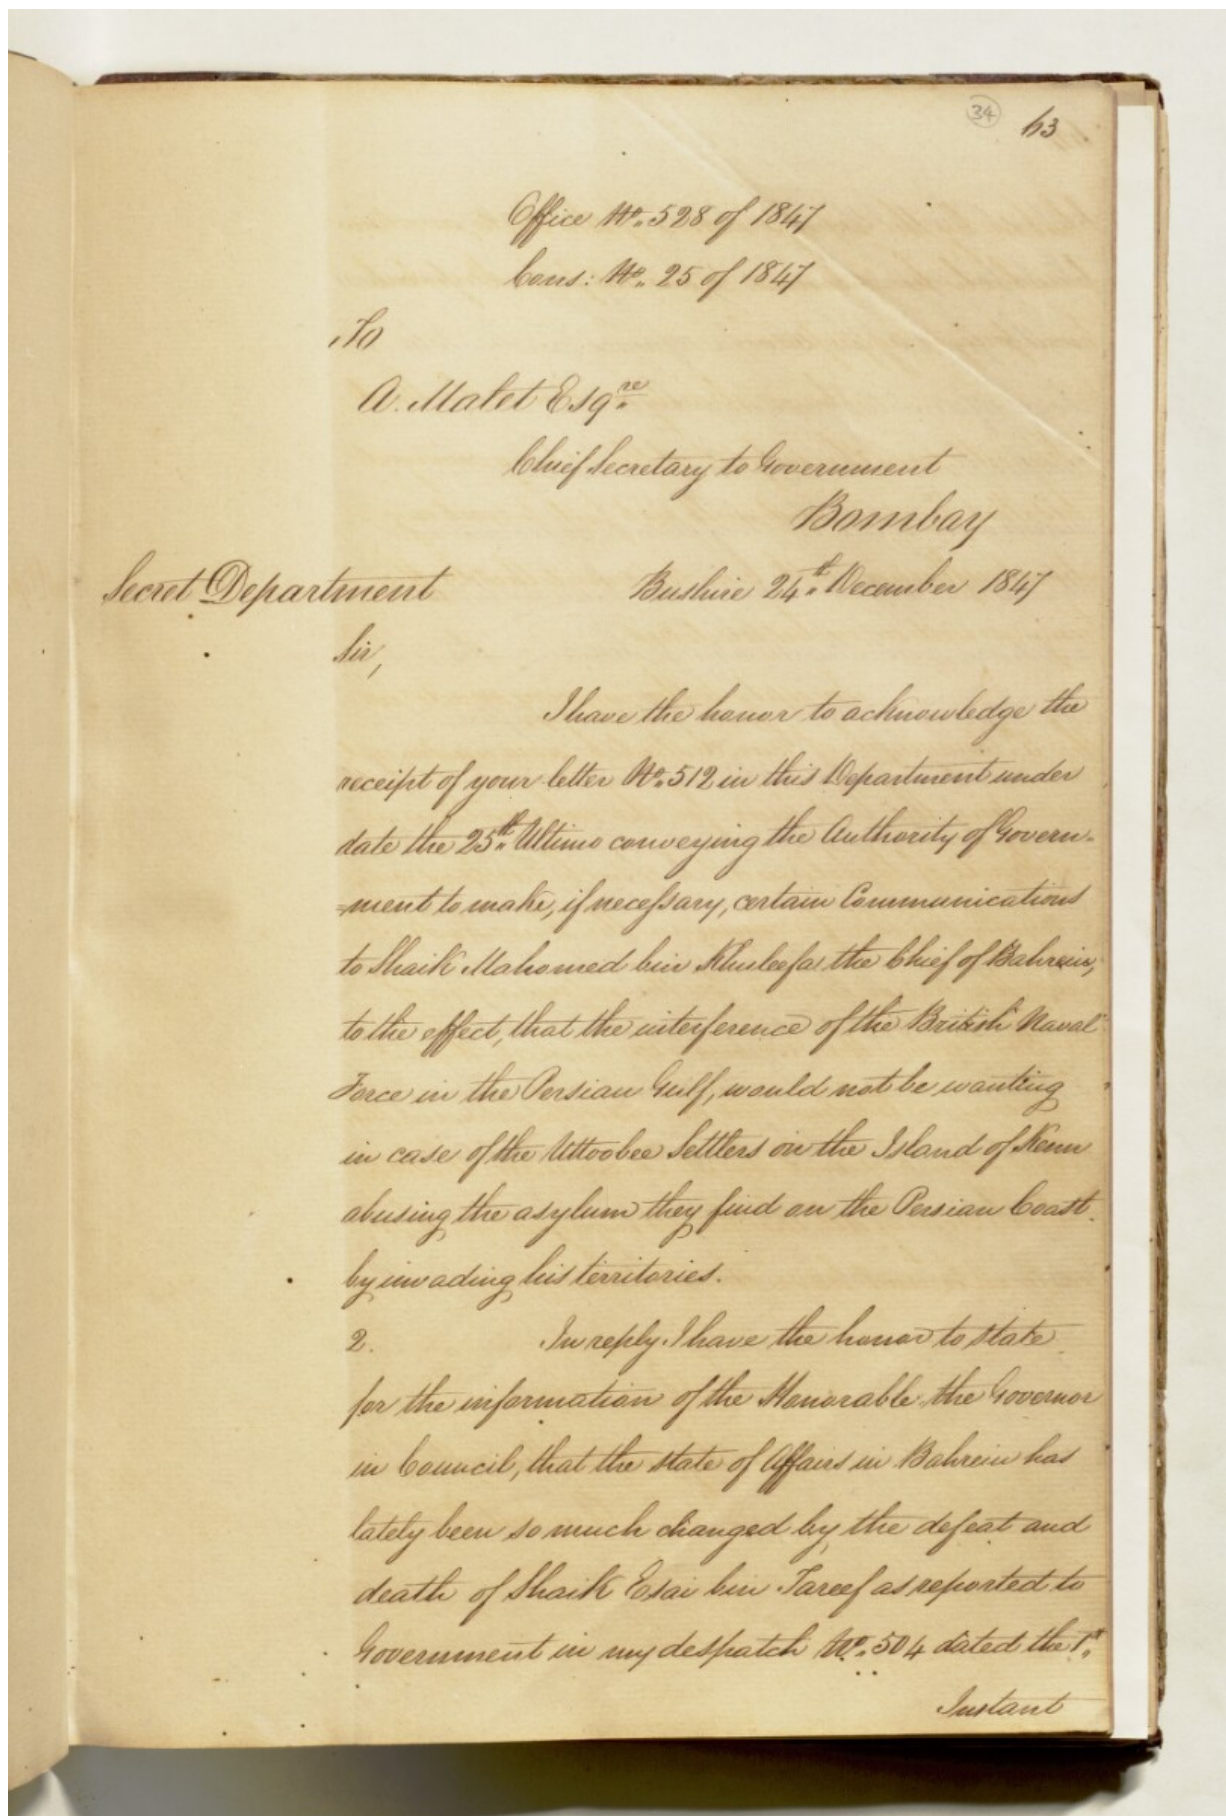 34 63
Office No. 528 of 1847
Cons: No. 25 of 1847
To
A. Malet Esqre
Chief Secretary to Government
Bombay
Secret Department Bushire 24th December 1847
Sir,
I have the honor to acknowledge the
receipt of your letter No. 512 in this Department under
date the 25th Ultimo conveying the Authority of Govern-
=ment to make, if necessary, certain Communications
to Shaik Mahomed bin Khuleefa the Chief of Bahrein,
to the effect, that the interference of the British Naval
Force in the Persian Gulf, would not be wanting
in case of the Uttoobee Settlers on the Island of Kenn
abusing the asylum they find on the Persian Coast.
by invading his territories.
2. In reply I have the honor to state
for the information of the Honorable the Governor
in Council, that the state of Affairs in Bahrein has
lately been so much changed by the defeat and
death of Shaik Esai bin Tareef as reported to
Government in my despatch No. 504 dated the 1st
Instant